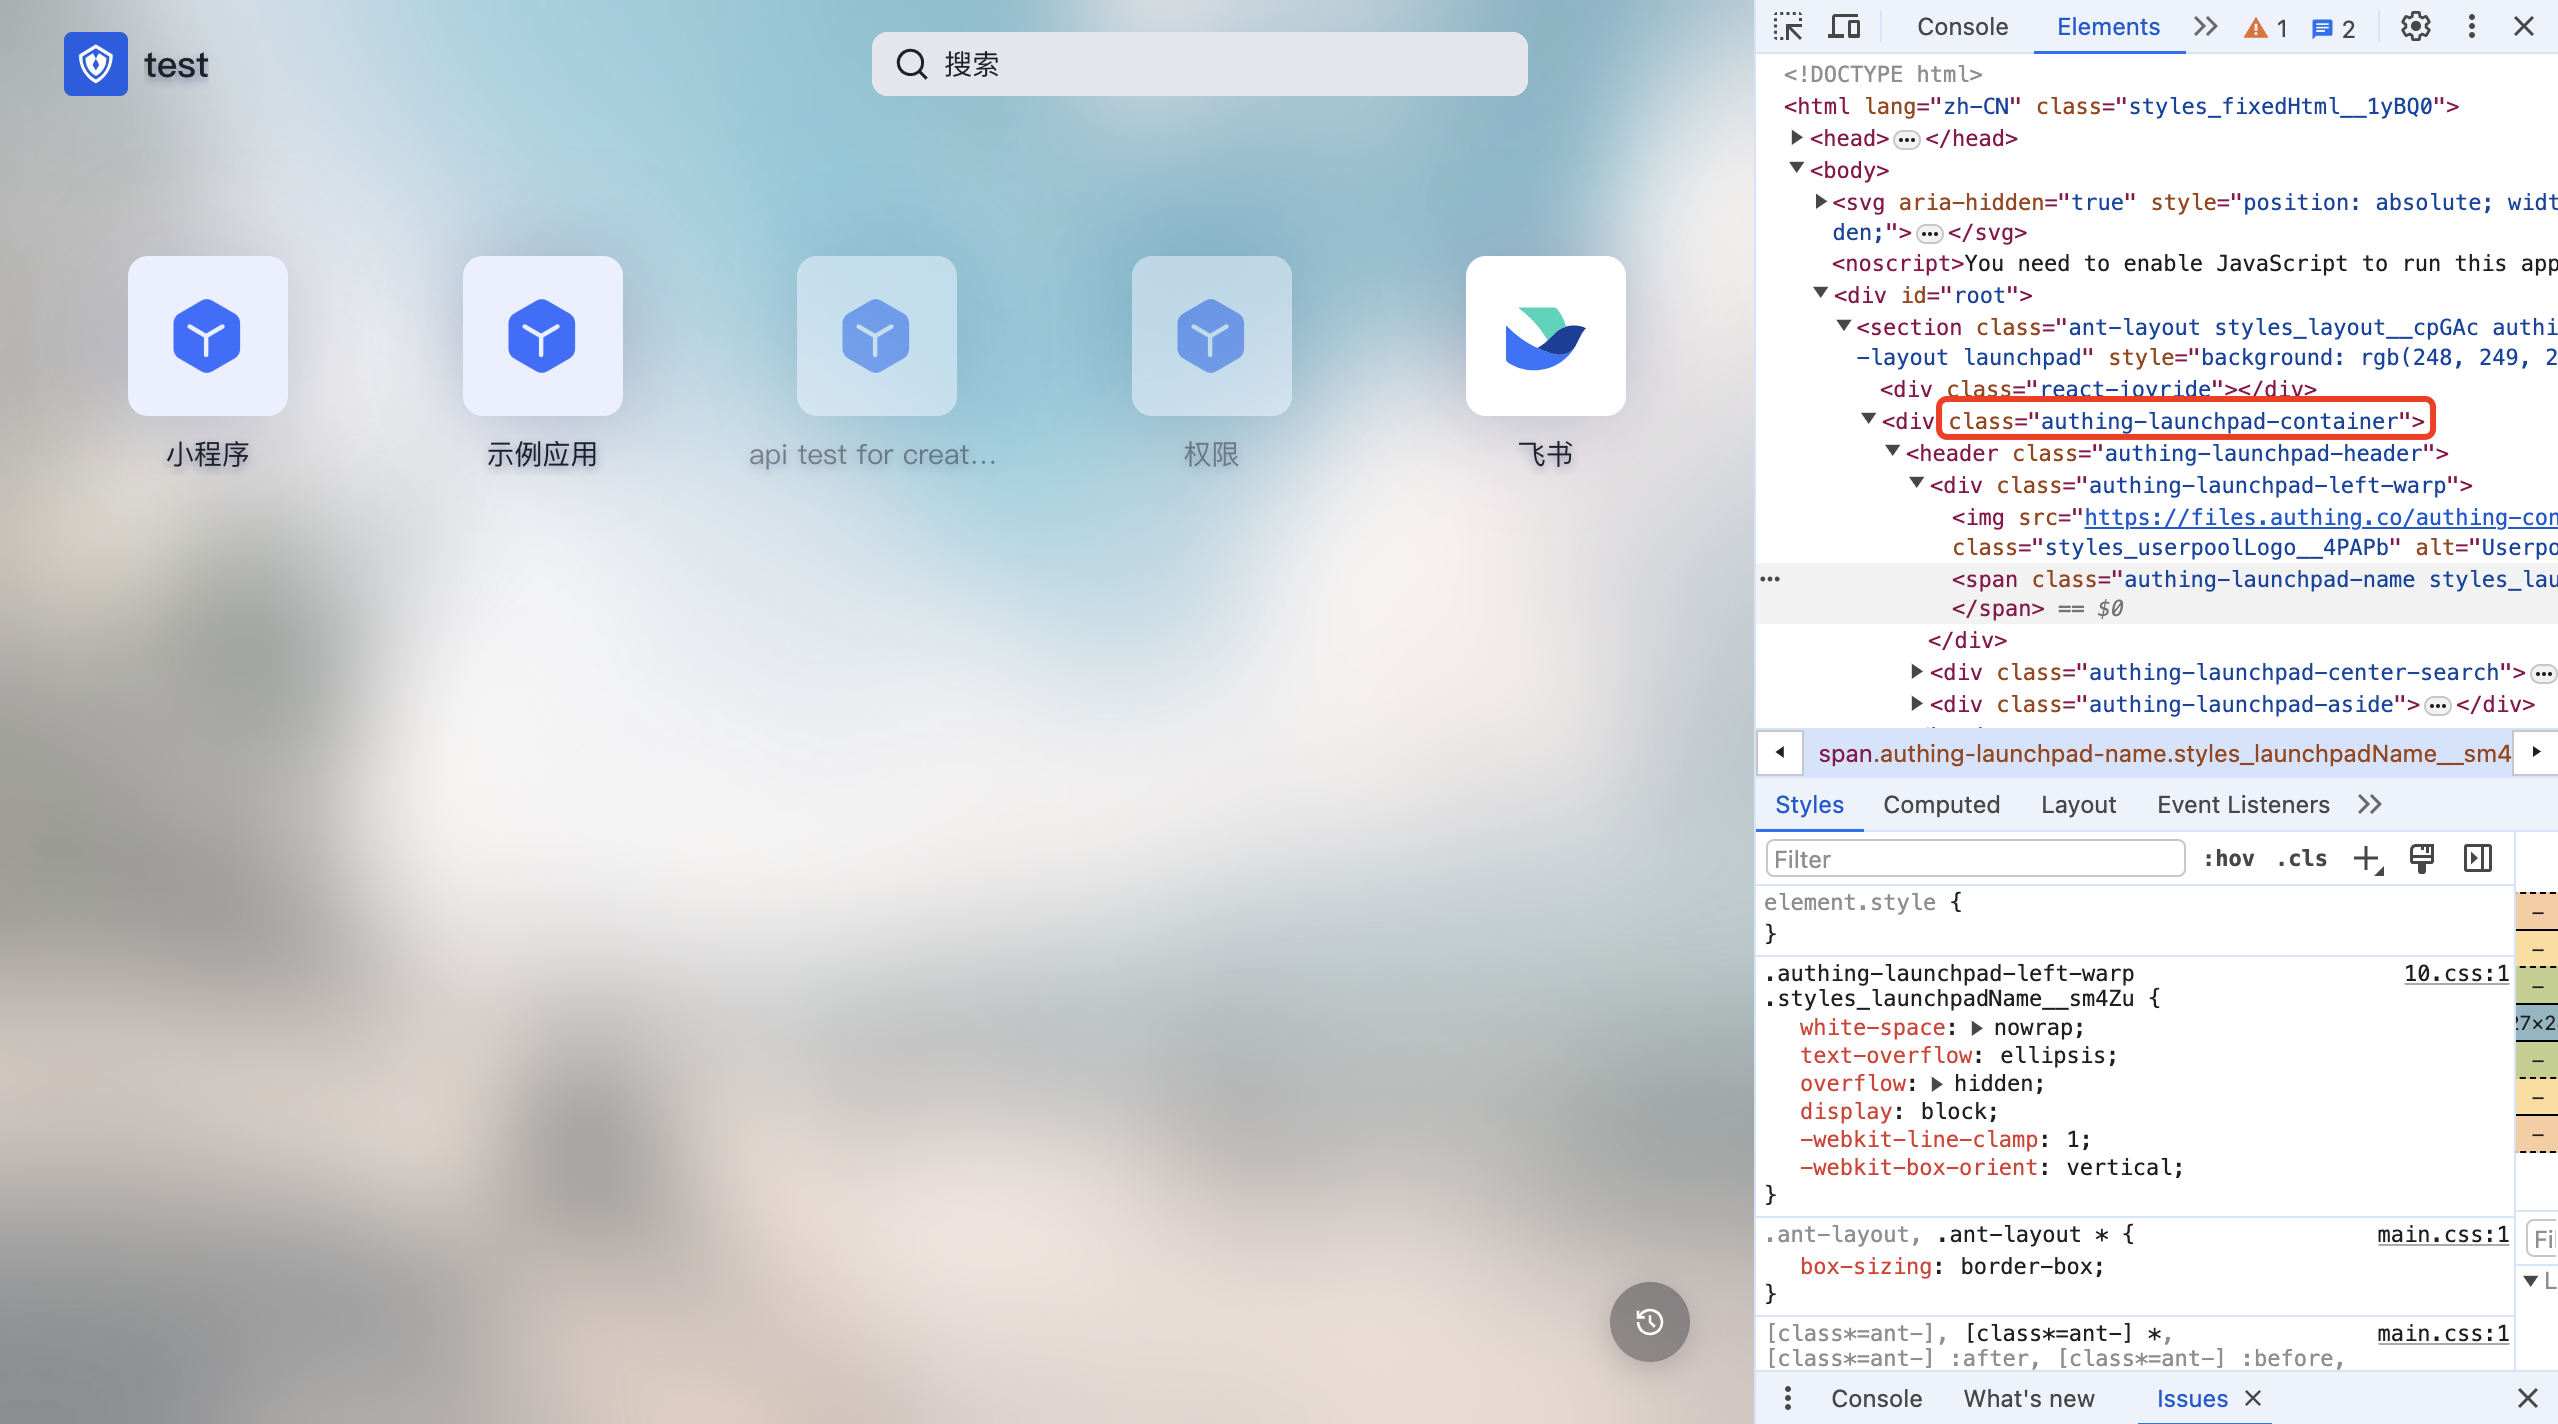 test
搜索
小程序
示例应用
api test for creat...
权限
飞书
Console
Elements
1
2
<!DOCTYPE html>
<html lang="zh-CN" class="styles_fixedHtml__1yBQ0">
<head>…</head>
<body>
<svg aria-hidden="true" style="position: absolute; widt
den;">…</svg>
<noscript>You need to enable JavaScript to run this app
<div id="root">
<section class="ant-layout styles_layout__cpGAc authi
-layout launchpad" style="background: rgb(248, 249, 2
<div class="react-joyride"></div>
<div class="authing-launchpad-container">
<header class="authing-launchpad-header">
<div class="authing-launchpad-left-warp">
<img src="https://files.authing.co/authing-con
class="styles_userpoolLogo__4PAPb" alt="Userpo
<span class="authing-launchpad-name styles_lau
</span> == $0
</div>
<div class="authing-launchpad-center-search">…
<div class="authing-launchpad-aside">…</div>
span.authing-launchpad-name.styles_launchpadName__sm4
Styles
Computed
Layout
Event Listeners
Filter
:hov
.cls
element.style {
}
.authing-launchpad-left-warp
10.css:1
.styles_launchpadName__sm4Zu {
white-space: nowrap;
text-overflow: ellipsis;
overflow: hidden;
display: block;
-webkit-line-clamp: 1;
-webkit-box-orient: vertical;
}
.ant-layout, .ant-layout * {
main.css:1
box-sizing: border-box;
}
[class*=ant-], [class*=ant-] *,
main.css:1
[class*=ant-] :after, [class*=ant-] :before,
27×2
Fil
L
Console
What's new
Issues